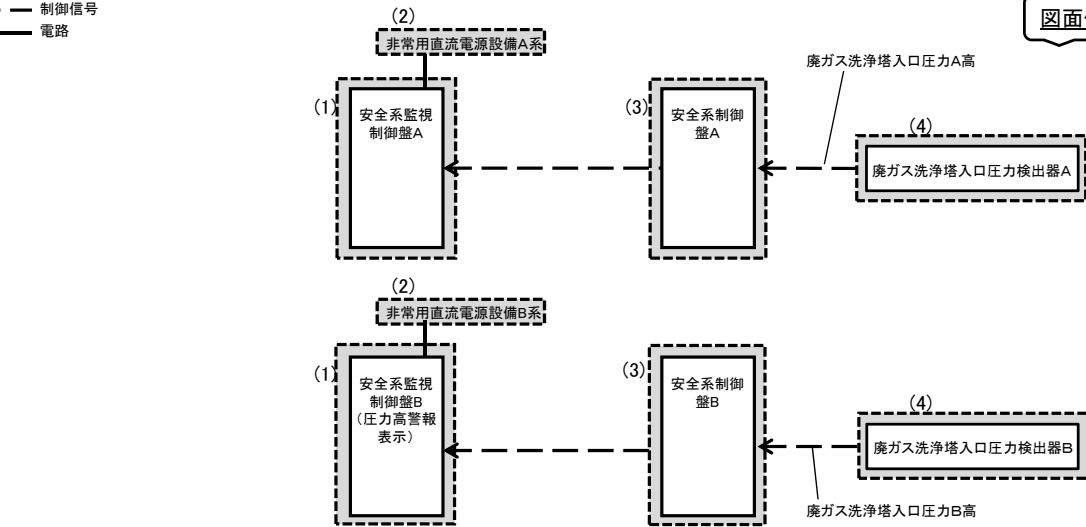 制御信号
電路
図面
(2)
非常用直流電源設備A系
廃ガス洗浄塔入口圧力A高
(1)
安全系監視
制御盤A
(3)
安全系制御
盤A
(4)
廃ガス洗浄塔入口圧力検出器A
(2)
非常用直流電源設備B系
(1)
安全系監視
制御盤B
(圧力高警報
表示)
(3)
安全系制御
盤B
(4)
廃ガス洗浄塔入口圧力検出器B
廃ガス洗浄塔入口圧力B高